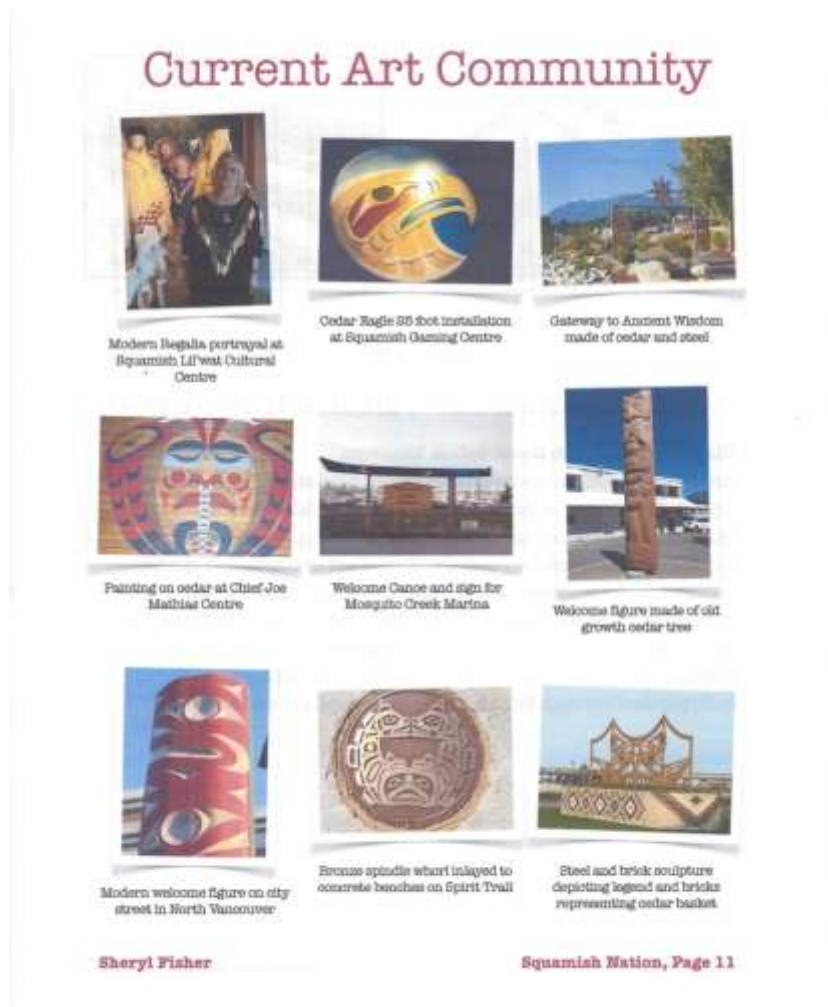 Current Art Community
Modern Regalia portrayal at
Squamish Lil'wat Cultural
Centre
Cedar Eagle 35 foot installation
at Squamish Gaming Centre
Gateway to Ancient Wisdom
made of cedar and steel
Painting on cedar at Chief Joe
Mathias Centre
Welcome Canoe and sign for
Mosquito Creek Marina
Welcome figure made of old
growth cedar tree
Modern welcome figure on city
street in North Vancouver
Bronze spindle whorl inlayed to
concrete benches on Spirit Trail
Steel and brick sculpture
depicting legend and bricks
representing cedar basket
Sheryl Fisher
Squamish Nation, Page 11